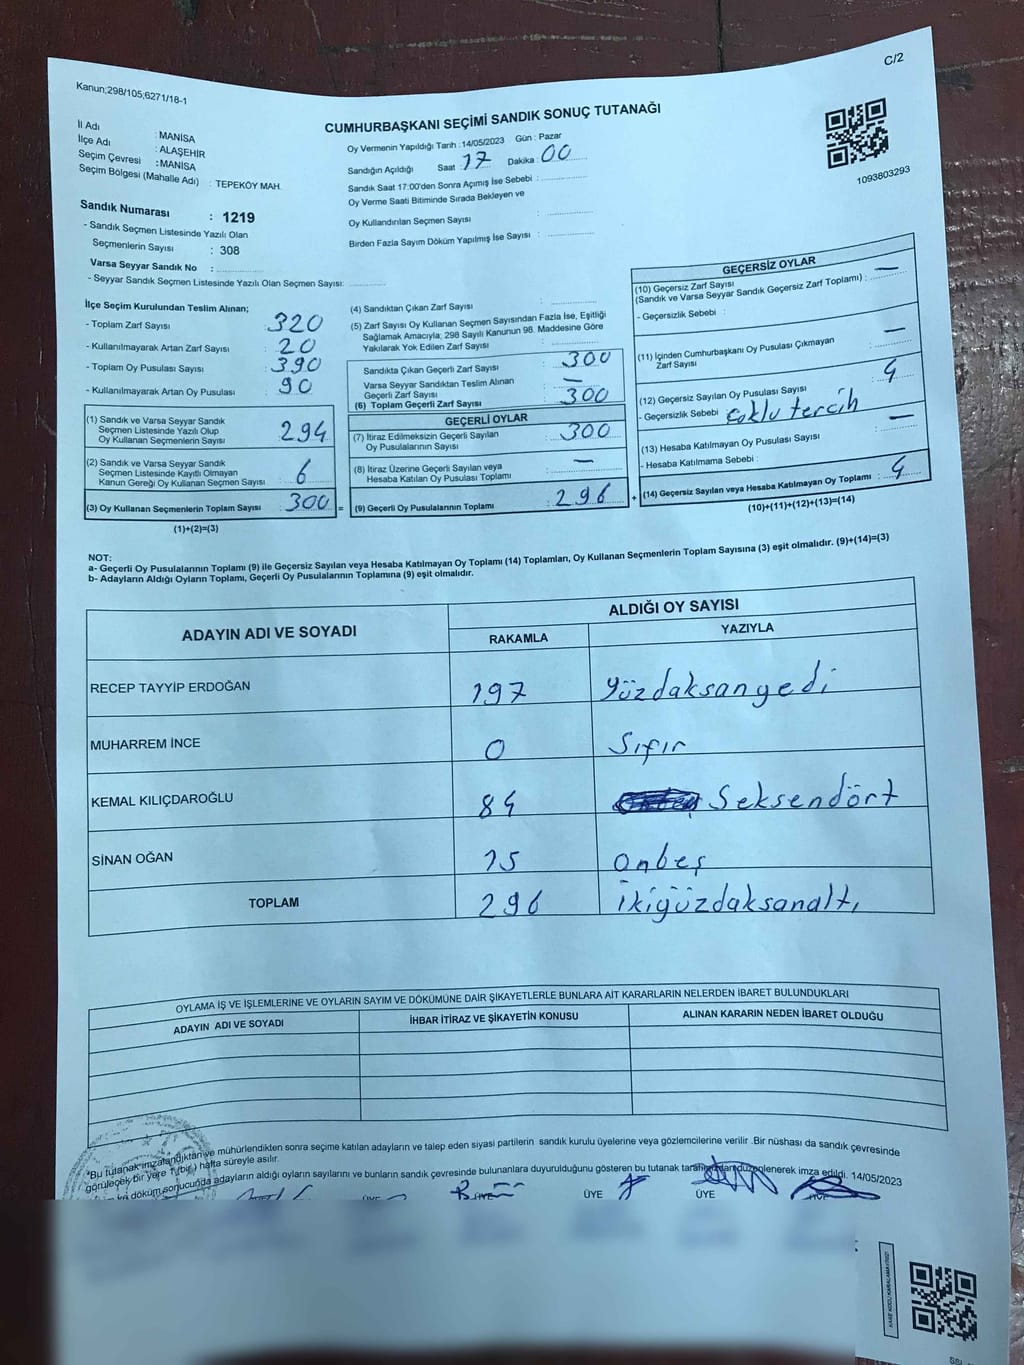 C/2
Kanun;298/105;6271/18-1
CUMHURBAŞKANI SEÇİMİ SANDIK SONUÇ TUTANAĞI
1093803293
İl Adı : MANİSA
İlçe Adı : ALAŞEHİR
Seçim Çevresi : MANİSA
Seçim Bölgesi (Mahalle Adı) : TEPEKÖY MAH.
Sandık Numarası : 1219
- Sandık Seçmen Listesinde Yazılı Olan
Seçmenlerin Sayısı : 308
Varsa Seyyar Sandık No :
- Seyyar Sandık Seçmen Listesinde Yazılı Olan Seçmen Sayısı:
Oy Vermenin Yapıldığı Tarih : 14/05/2023 Gün : Pazar
Sandığın Açıldığı Saat : 17 Dakika : 00
Sandık Saat 17:00'den Sonra Açımış İse Sebebi :
Oy Verme Saati Bitiminde Sırada Bekleyen ve
Oy Kullandırılan Seçmen Sayısı :
Birden Fazla Sayım Döküm Yapılmış İse Sayısı :
İlçe Seçim Kurulundan Teslim Alınan;
- Toplam Zarf Sayısı : 320
- Kullanılmayarak Artan Zarf Sayısı : 20
- Toplam Oy Pusulası Sayısı : 390
- Kullanılmayarak Artan Oy Pusulası : 90
(1) Sandık ve Varsa Seyyar Sandık
Seçmen Listesinde Yazılı Olup
Oy Kullanan Seçmenlerin Sayısı : 294
(2) Sandık ve Varsa Seyyar Sandık
Seçmen Listesinde Kayıtlı Olmayan
Kanun Gereği Oy Kullanan Seçmen Sayısı : 6
(3) Oy Kullanan Seçmenlerin Toplam Sayısı : 300 =
(1)+(2)=(3)
(4) Sandıktan Çıkan Zarf Sayısı :
(5) Zarf Sayısı Oy Kullanan Seçmen Sayısından Fazla İse, Eşitliği
Sağlamak Amacıyla; 298 Sayılı Kanunun 98. Maddesine Göre
Yakılarak Yok Edilen Zarf Sayısı :
Sandıkta Çıkan Geçerli Zarf Sayısı : 300
Varsa Seyyar Sandıktan Teslim Alınan
Geçerli Zarf Sayısı : —
(6) Toplam Geçerli Zarf Sayısı : 300
GEÇERLİ OYLAR
(7) İtiraz Edilmeksizin Geçerli Sayılan
Oy Pusulalarının Sayısı : 300
(8) İtiraz Üzerine Geçerli Sayılan veya
Hesaba Katılan Oy Pusulası Toplamı : —
(9) Geçerli Oy Pusulalarının Toplamı : 296 +
GEÇERSİZ OYLAR
(10) Geçersiz Zarf Sayısı
(Sandık ve Varsa Seyyar Sandık Geçersiz Zarf Toplamı) : —
- Geçersizlik Sebebi :
(11) İçinden Cumhurbaşkanı Oy Pusulası Çıkmayan
Zarf Sayısı : —
(12) Geçersiz Sayılan Oy Pusulası Sayısı : 4
- Geçersizlik Sebebi : Çoklu tercih
(13) Hesaba Katılmayan Oy Pusulası Sayısı : —
- Hesaba Katılmama Sebebi :
(14) Geçersiz Sayılan veya Hesaba Katılmayan Oy Toplamı : 4
(10)+(11)+(12)+(13)=(14)
NOT:
a- Geçerli Oy Pusulalarının Toplamı (9) ile Geçersiz Sayılan veya Hesaba Katılmayan Oy Toplamı (14) Toplamları, Oy Kullanan Seçmenlerin Toplam Sayısına (3) eşit olmalıdır. (9)+(14)=(3)
b- Adayların Aldığı Oyların Toplamı, Geçerli Oy Pusulalarının Toplamına (9) eşit olmalıdır.
ADAYIN ADI VE SOYADI
ALDIĞI OY SAYISI
RAKAMLA YAZIYLA
RECEP TAYYİP ERDOĞAN 197 yüzdaksanyedi
MUHARREM İNCE 0 Sıfır
KEMAL KILIÇDAROĞLU 84 Seksendört
SİNAN OĞAN 15 onbeş
TOPLAM 296 ikiyüzdaksanaltı
OYLAMA İŞ VE İŞLEMLERİNE VE OYLARIN SAYIM VE DÖKÜMÜNE DAİR ŞİKAYETLERLE BUNLARA AİT KARARLARIN NELERDEN İBARET BULUNDUKLARI
ADAYIN ADI VE SOYADI İHBAR İTİRAZ VE ŞİKAYETİN KONUSU ALINAN KARARIN NEDEN İBARET OLDUĞU
*Bu tutanak imzalandıktan ve mühürlendikten sonra seçime katılan adayların ve talep eden siyasi partilerin sandık kurulu üyelerine veya gözlemcilerine verilir .Bir nüshası da sandık çevresinde
görülecek bir yere 1 (bir ) hafta süreyle asılır.
döküm sonucunda adayların aldığı oyların sayılarını ve bunların sandık çevresinde bulunanlara duyurulduğunu gösteren bu tutanak tarafımızdan düzenlenerek imza edildi. 14/05/2023
ÜYE ÜYE ÜYE ÜYE